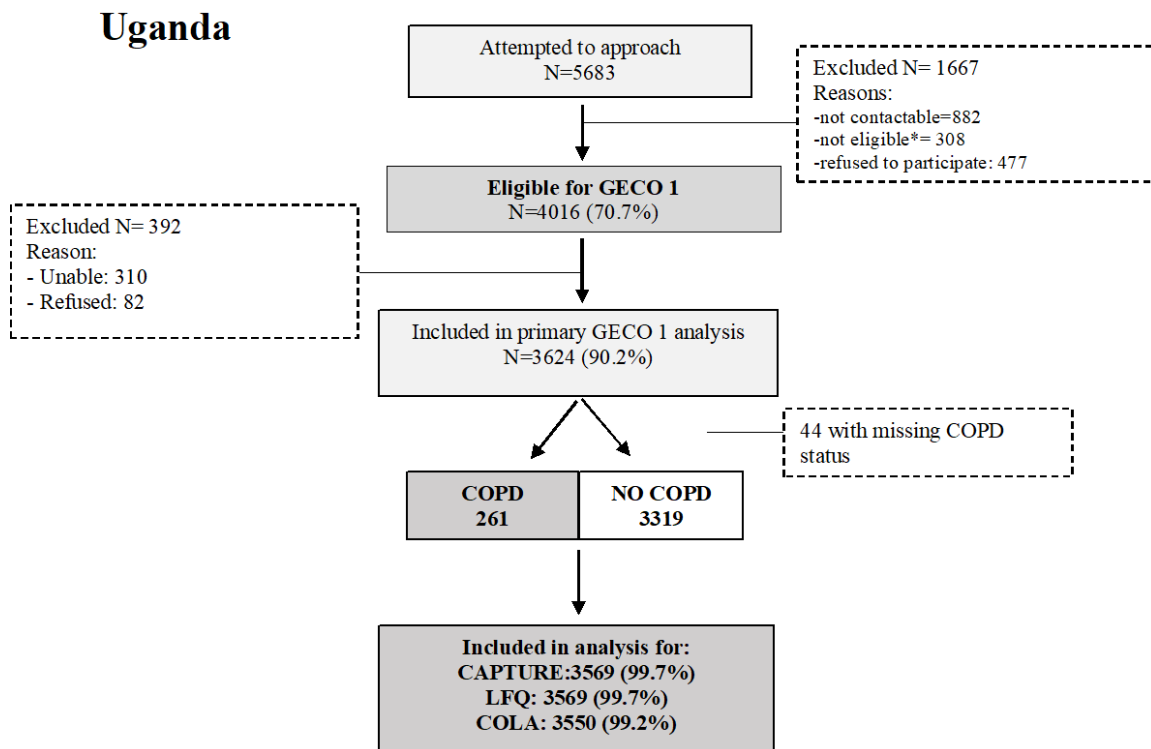 Uganda
Attempted to approach
N=5683
Excluded N= 1667
Reasons:
-not contactable=882
-not eligible*= 308
-refused to participate: 477
Eligible for GECO 1
N=4016 (70.7%)
Excluded N= 392
Reason:
- Unable: 310
- Refused: 82
Included in primary GECO 1 analysis
N=3624 (90.2%)
44 with missing COPD
status
COPD
261
NO COPD
3319
Included in analysis for:
CAPTURE:3569 (99.7%)
LFQ: 3569 (99.7%)
COLA: 3550 (99.2%)